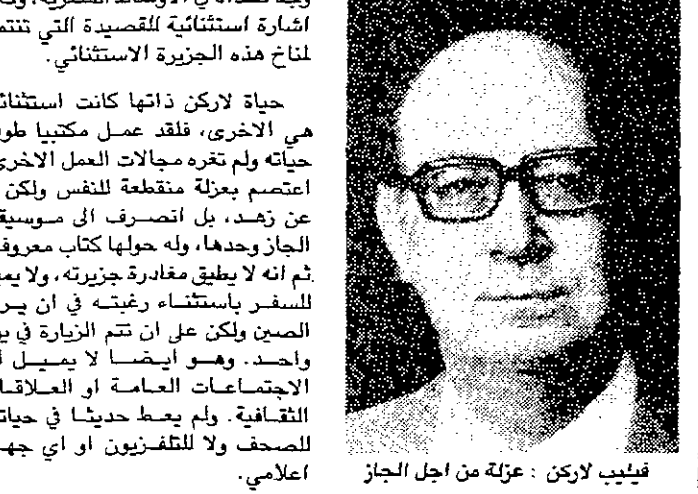 اشارة استثنائية للقصيدة التي تنتم
لمناخ هذه الجزيرة الاستثنائي.
حياة لاركن ذاتها كانت استثنائ
هي الاخرى، فلقد عمل مكتبيا طو
حياته ولم تغره مجالات العمل الاخرى
اعتصم بعزلة منقطعة للنفس ولكن
عن زهد، بل انصرف الى موسيق
الجاز وحدها، وله حولها كتاب معروف
ثم انه لا يطيق مغادرة جزيرته، ولا يمي
للسفر باستثناء رغبته في ان ير
الصين ولكن على ان تتم الزيارة في يو
واحد. وهو ايضا لا يميل ل
الاجتماعات العامة او العلاقا
الثقافية. ولم يعط حديثا في حيات
للصحف ولا للتلفزيون او اي جه
اعلامي.
فيليب لاركن : عزلة من اجل الجاز